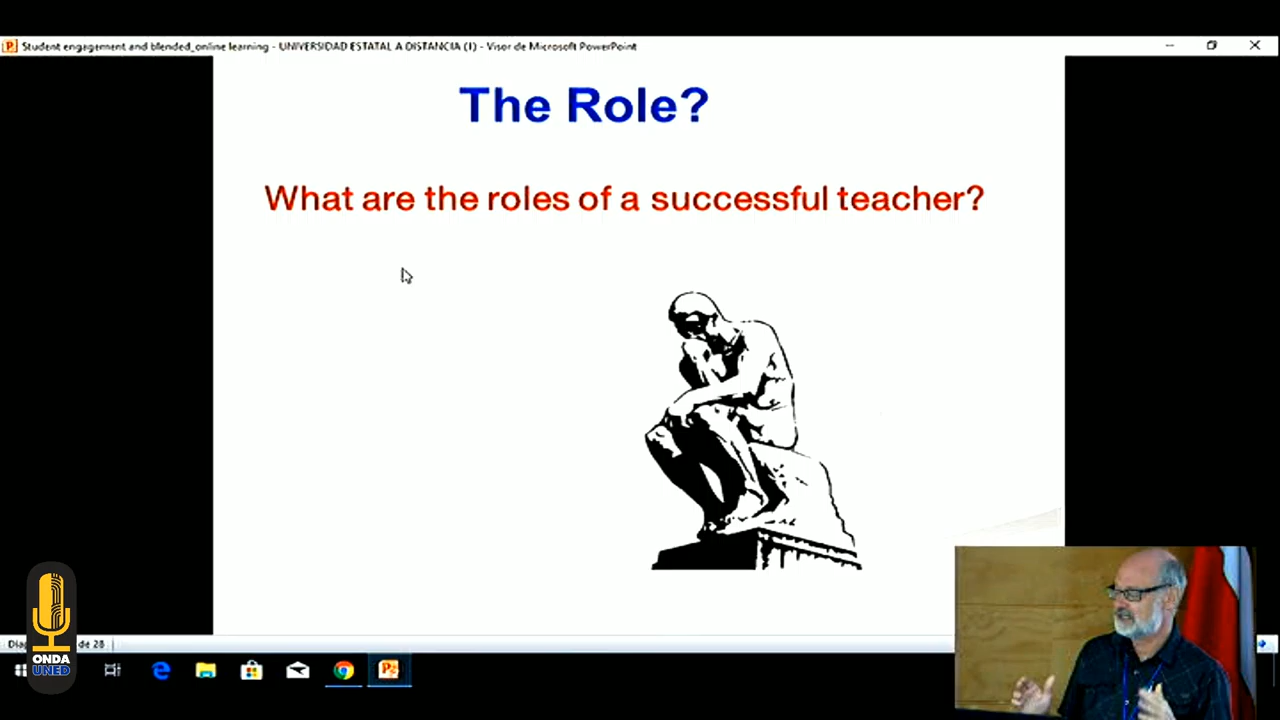 Student engagement and blended_online learning - UNIVERSIDAD ESTATAL A DISTANCIA (I) - Visor de Microsoft PowerPoint
The Role?
What are the roles of a successful teacher?
de 28
ONDA
UNED